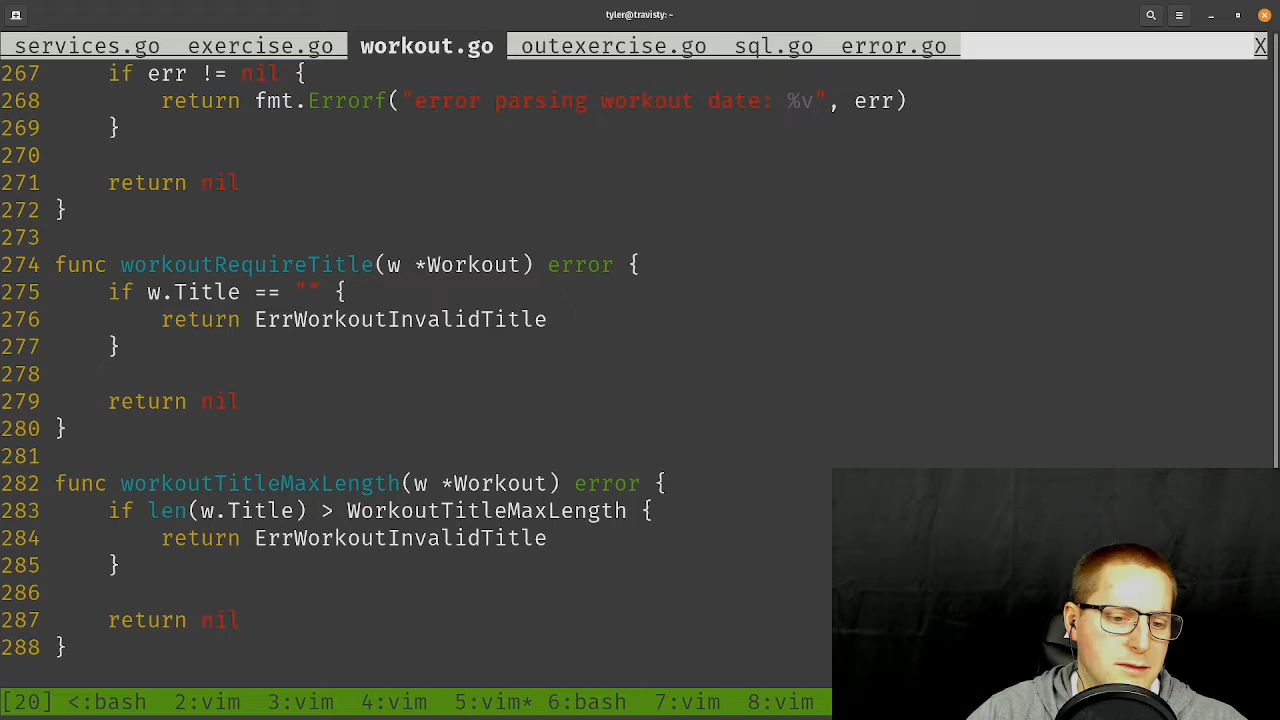 tyler@travisty: ~
services.go exercise.go workout.go outexercise.go sql.go error.go X
267 if err != nil {
268 return fmt.Errorf("error parsing workout date: %v", err)
269 }
270
271 return nil
272 }
273
274 func workoutRequireTitle(w *Workout) error {
275 if w.Title == "" {
276 return ErrWorkoutInvalidTitle
277 }
278
279 return nil
280 }
281
282 func workoutTitleMaxLength(w *Workout) error {
283 if len(w.Title) > WorkoutTitleMaxLength {
284 return ErrWorkoutInvalidTitle
285 }
286
287 return nil
288 }
[20] <:bash 2:vim 3:vim 4:vim 5:vim* 6:bash 7:vim 8:vim